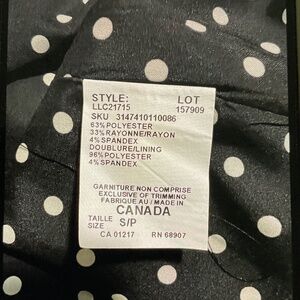 STYLE: LOT
LLC21715 157909
SKU 3147410110086
63% POLYESTER
33% RAYONNE/RAYON
4% SPANDEX
DOUBLURE/LINING
96% POLYESTER
4% SPANDEX
GARNITURE NON COMPRISE
EXCLUSIVE OF TRIMMING
FABRIQUE AU / MADE IN
CANADA
TAILLE S/P
SIZE
CA 01217 RN 68907